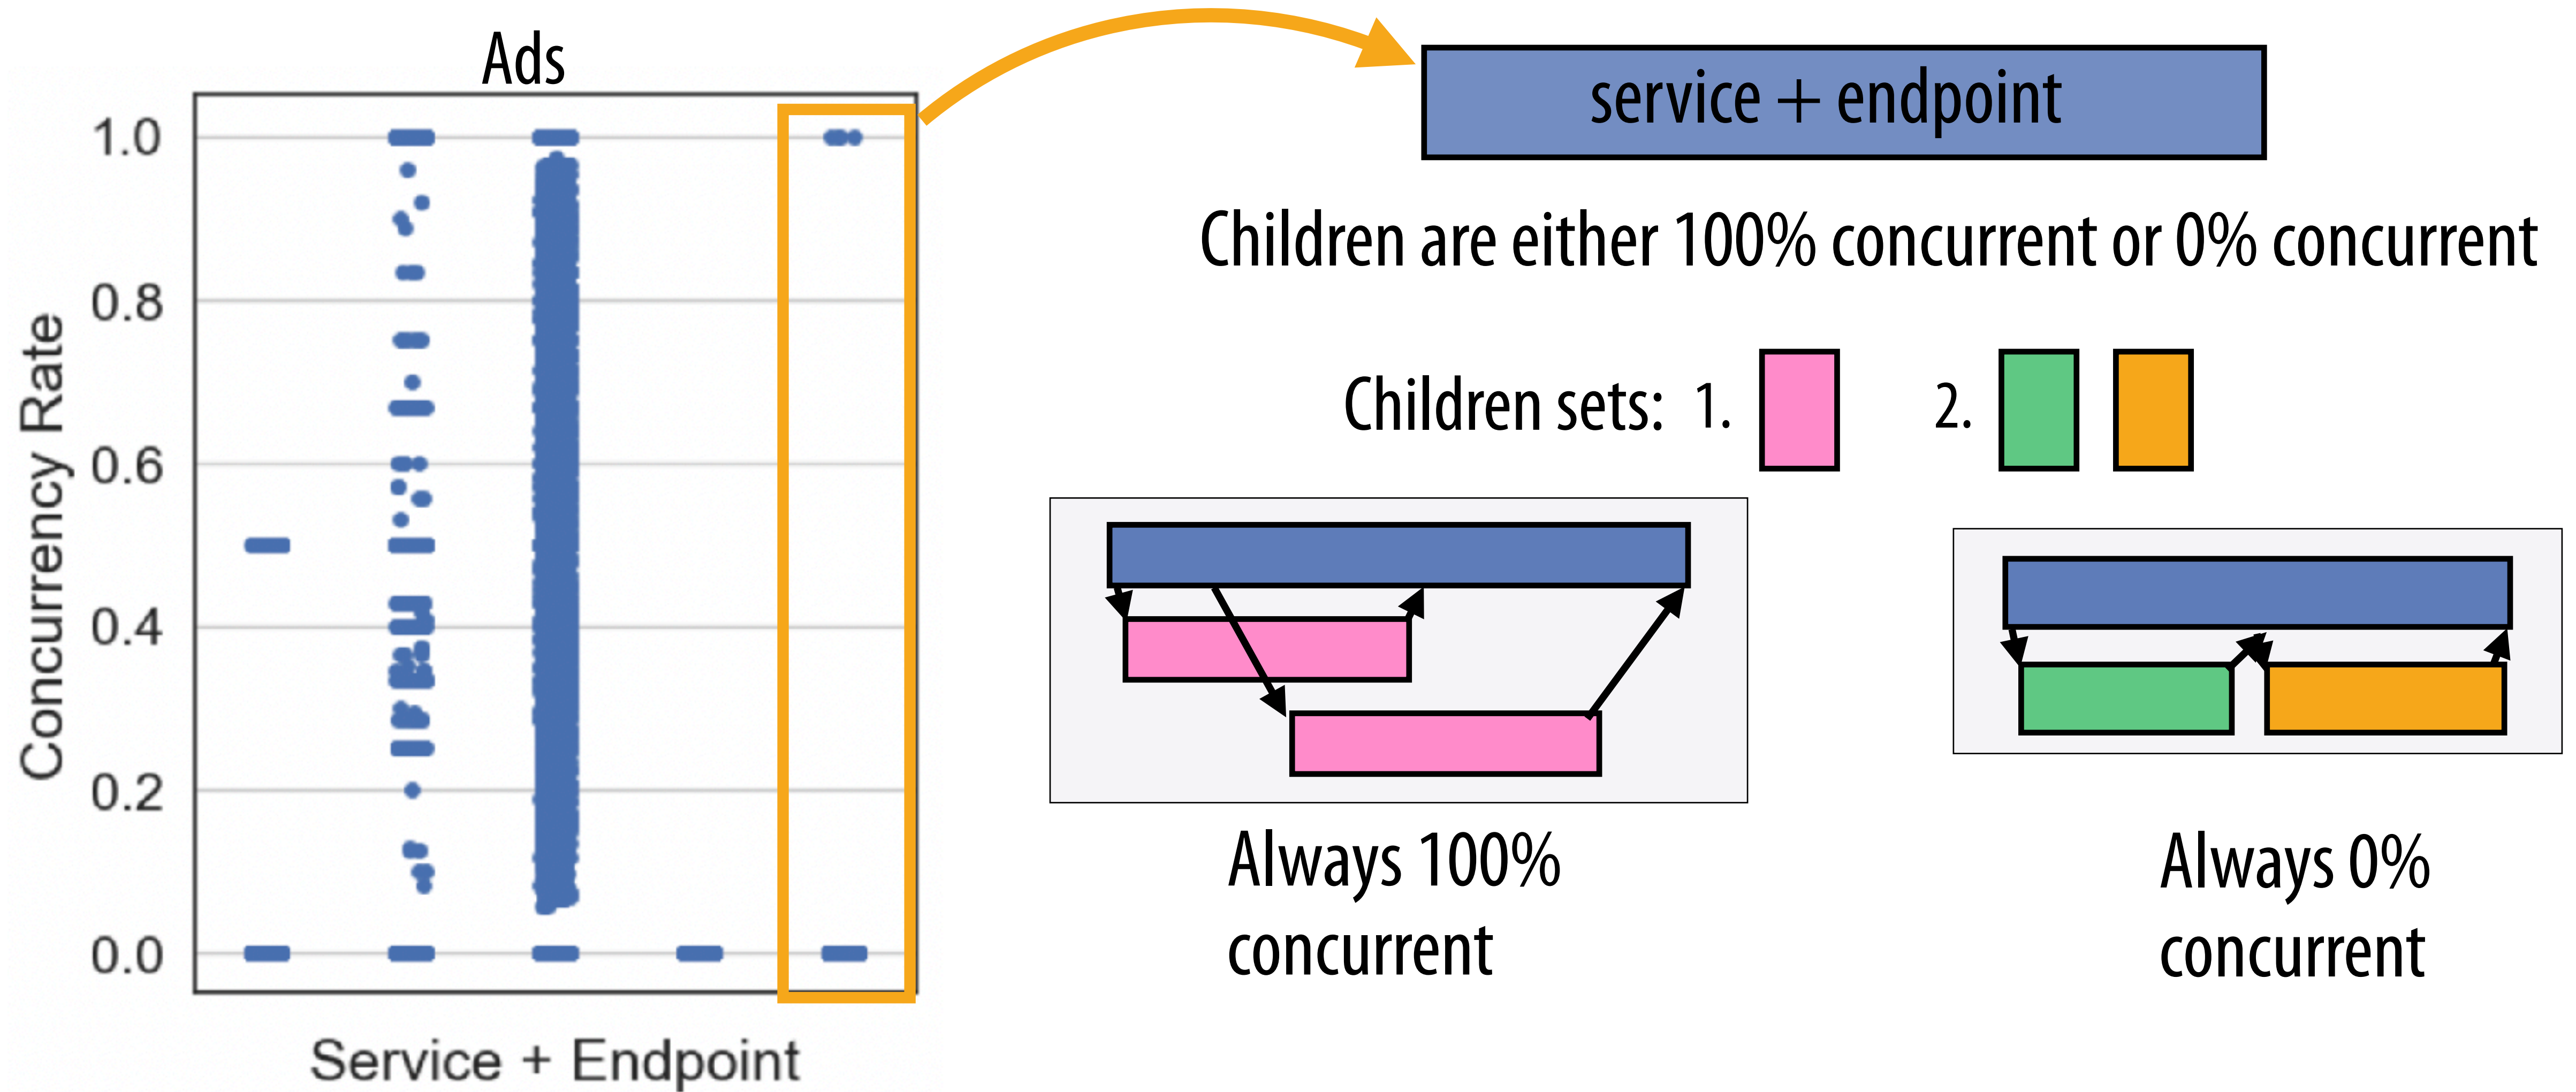 Ads
1.0
0.8
0.6
0.4
0.2
0.0
Concurrency Rate
Service + Endpoint
service + endpoint
Children are either 100% concurrent or 0% concurrent
Children sets: 1. 2.
Always 100%
concurrent
Always 0%
concurrent